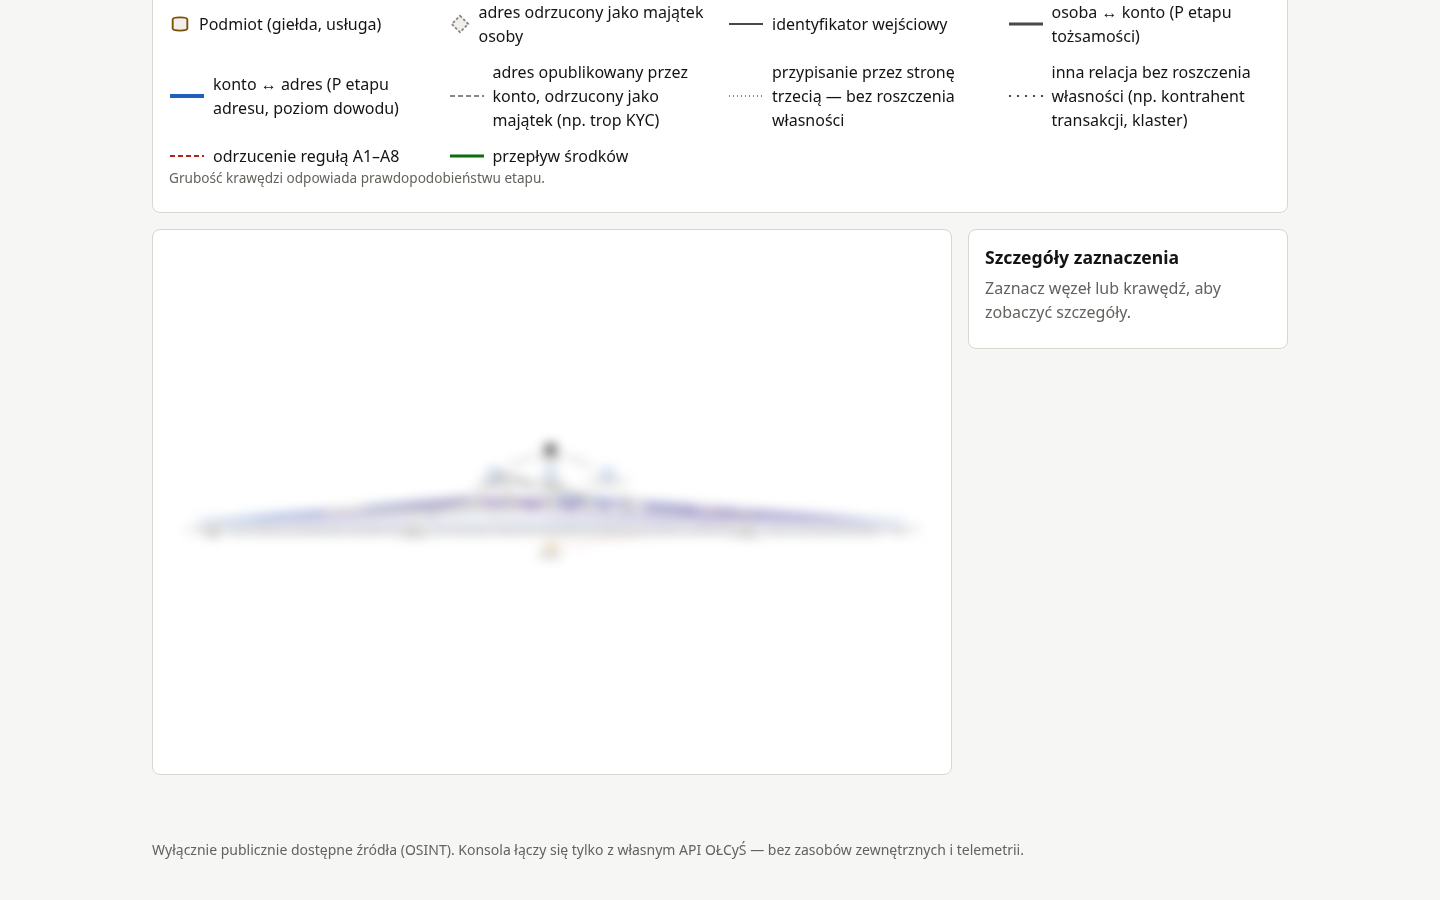 Podmiot (giełda, usługa)
adres odrzucony jako majątek
osoby
identyfikator wejściowy
osoba ↔ konto (P etapu
tożsamości)
konto ↔ adres (P etapu
adresu, poziom dowodu)
adres opublikowany przez
konto, odrzucony jako
majątek (np. trop KYC)
przypisanie przez stronę
trzecią — bez roszczenia
własności
inna relacja bez roszczenia
własności (np. kontrahent
transakcji, klaster)
odrzucenie regułą A1–A8
przepływ środków
Grubość krawędzi odpowiada prawdopodobieństwu etapu.
Szczegóły zaznaczenia
Zaznacz węzeł lub krawędź, aby
zobaczyć szczegóły.
Wyłącznie publicznie dostępne źródła (OSINT). Konsola łączy się tylko z własnym API OŁCyŚ — bez zasobów zewnętrznych i telemetrii.